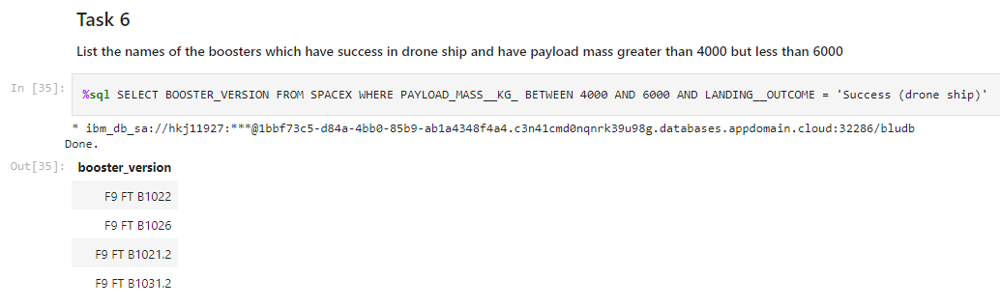 Task 6
List the names of the boosters which have success in drone ship and have payload mass greater than 4000 but less than 6000
In [35]: %sql SELECT BOOSTER_VERSION FROM SPACEX WHERE PAYLOAD_MASS__KG_ BETWEEN 4000 AND 6000 AND LANDING__OUTCOME = 'Success (drone ship)'
* ibm_db_sa://hkj11927:***@1bbf73c5-d84a-4bb0-85b9-ab1a4348f4a4.c3n41cmd0nqnrk39u98g.databases.appdomain.cloud:32286/bludb
Done.
Out[35]: booster_version
F9 FT B1022
F9 FT B1026
F9 FT B1021.2
F9 FT B1031.2